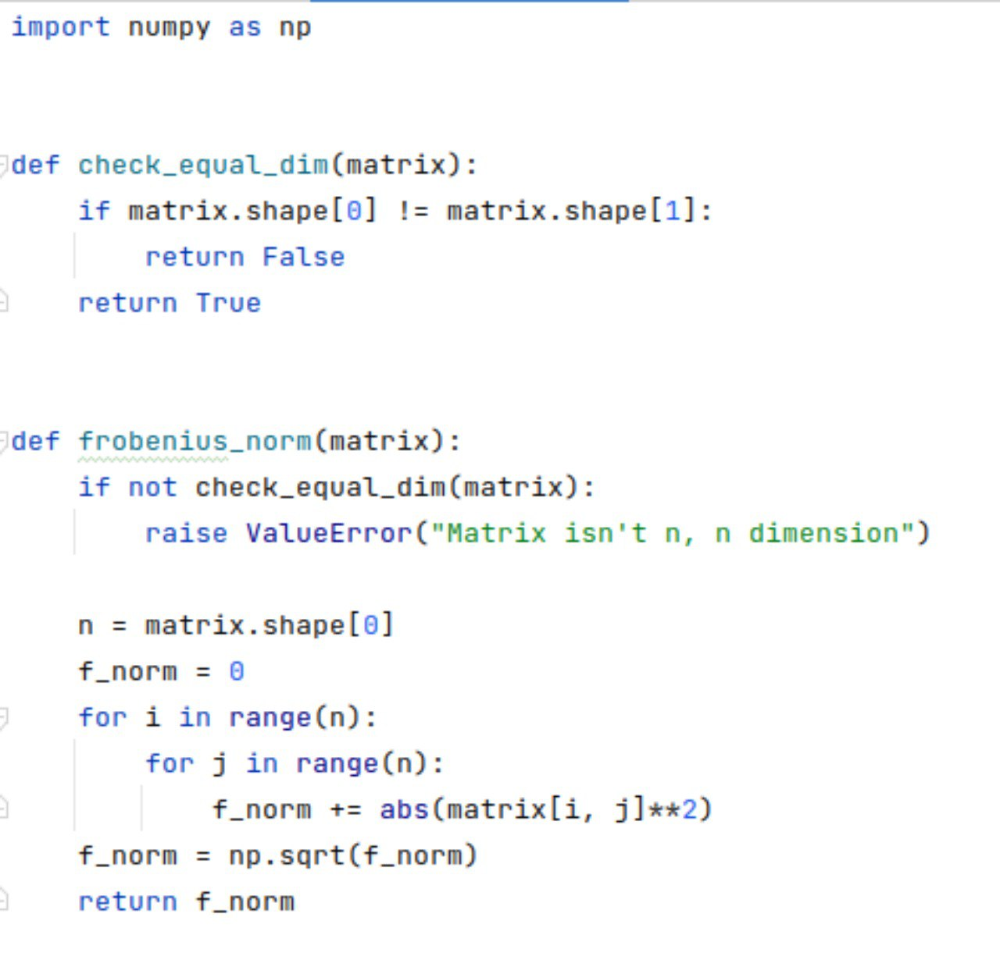 import numpy as np
def check_equal_dim(matrix):
    if matrix.shape[0] != matrix.shape[1]:
        return False
    return True
def frobenius_norm(matrix):
    if not check_equal_dim(matrix):
        raise ValueError("Matrix isn't n, n dimension")
    n = matrix.shape[0]
    f_norm = 0
    for i in range(n):
        for j in range(n):
            f_norm += abs(matrix[i, j]**2)
    f_norm = np.sqrt(f_norm)
    return f_norm